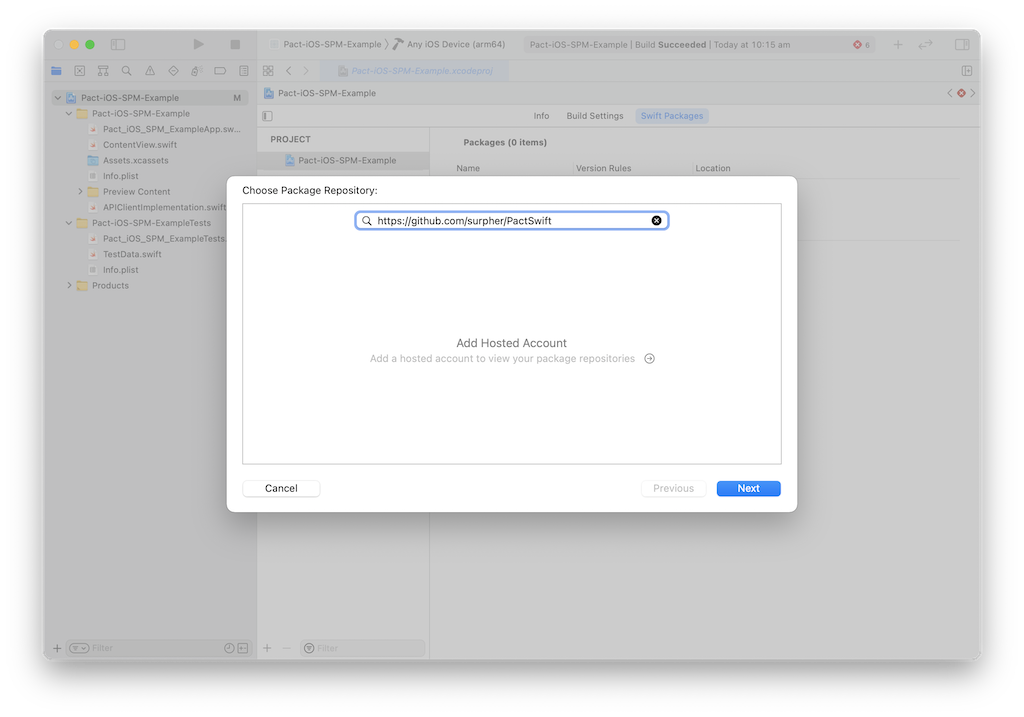 Pact-iOS-SPM-Example
Any iOS Device (arm64)
Pact-iOS-SPM-Example | Build Succeeded | Today at 10:15 am
6
Pact-iOS-SPM-Example.xcodeproj
Pact-iOS-SPM-Example
M
Pact-iOS-SPM-Example
Info
Build Settings
Swift Packages
Pact-iOS-SPM-Example
Pact_iOS_SPM_ExampleApp.sw...
ContentView.swift
Assets.xcassets
Info.plist
Preview Content
APIClientImplementation.swift
Pact-iOS-SPM-ExampleTests
Pact_iOS_SPM_ExampleTests.
TestData.swift
Info.plist
Products
PROJECT
Pact-iOS-SPM-Example
Packages (0 items)
Name
Version Rules
Location
Choose Package Repository:
https://github.com/surpher/PactSwift
Add Hosted Account
Add a hosted account to view your package repositories
Cancel
Previous
Next
Filter
Filter